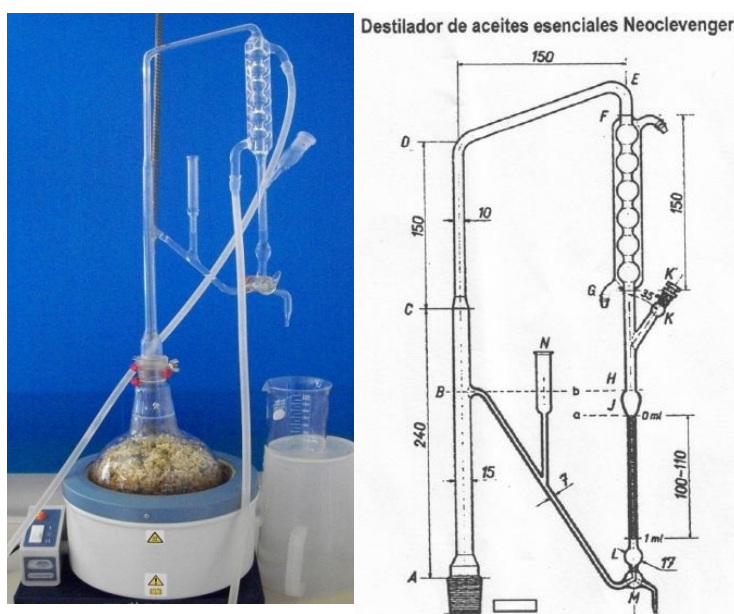 Destilador de aceites esenciales Neoclevenger
150
E
F
D
150
10
150
G
35
K'
K
C
N
H
B
b
J
a
0 ml
240
15
7
100-110
1 ml
L
17
A
M